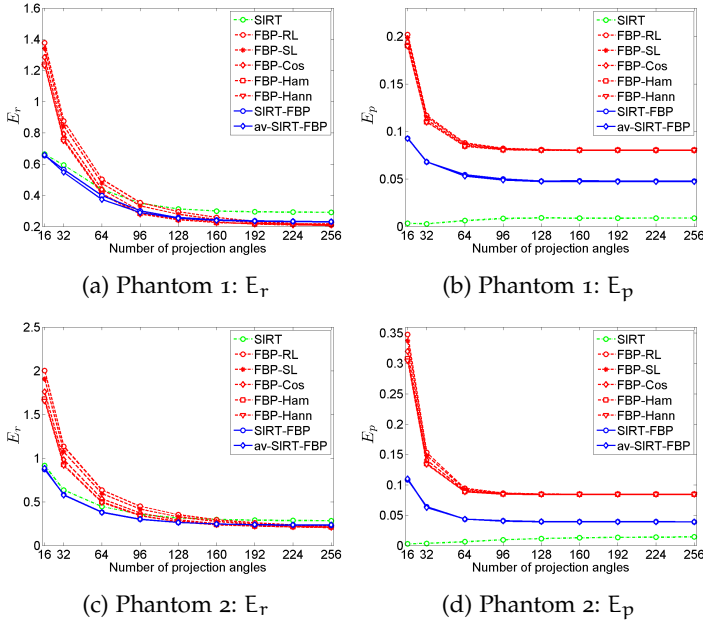 1.6
1.4
1.2
1
0.8
0.6
0.4
0.2
E_r
SIRT
FBP-RL
FBP-SL
FBP-Cos
FBP-Ham
FBP-Hann
SIRT-FBP
av-SIRT-FBP
16 32 64 96 128 160 192 224 256
Number of projection angles
(a) Phantom 1: E_r
0.2
0.15
0.1
0.05
0
E_p
SIRT
FBP-RL
FBP-SL
FBP-Cos
FBP-Ham
FBP-Hann
SIRT-FBP
av-SIRT-FBP
16 32 64 96 128 160 192 224 256
Number of projection angles
(b) Phantom 1: E_p
2.5
2
1.5
1
0.5
0
E_r
SIRT
FBP-RL
FBP-SL
FBP-Cos
FBP-Ham
FBP-Hann
SIRT-FBP
av-SIRT-FBP
16 32 64 96 128 160 192 224 256
Number of projection angles
(c) Phantom 2: E_r
0.35
0.3
0.25
0.2
0.15
0.1
0.05
0
E_p
SIRT
FBP-RL
FBP-SL
FBP-Cos
FBP-Ham
FBP-Hann
SIRT-FBP
av-SIRT-FBP
16 32 64 96 128 160 192 224 256
Number of projection angles
(d) Phantom 2: E_p